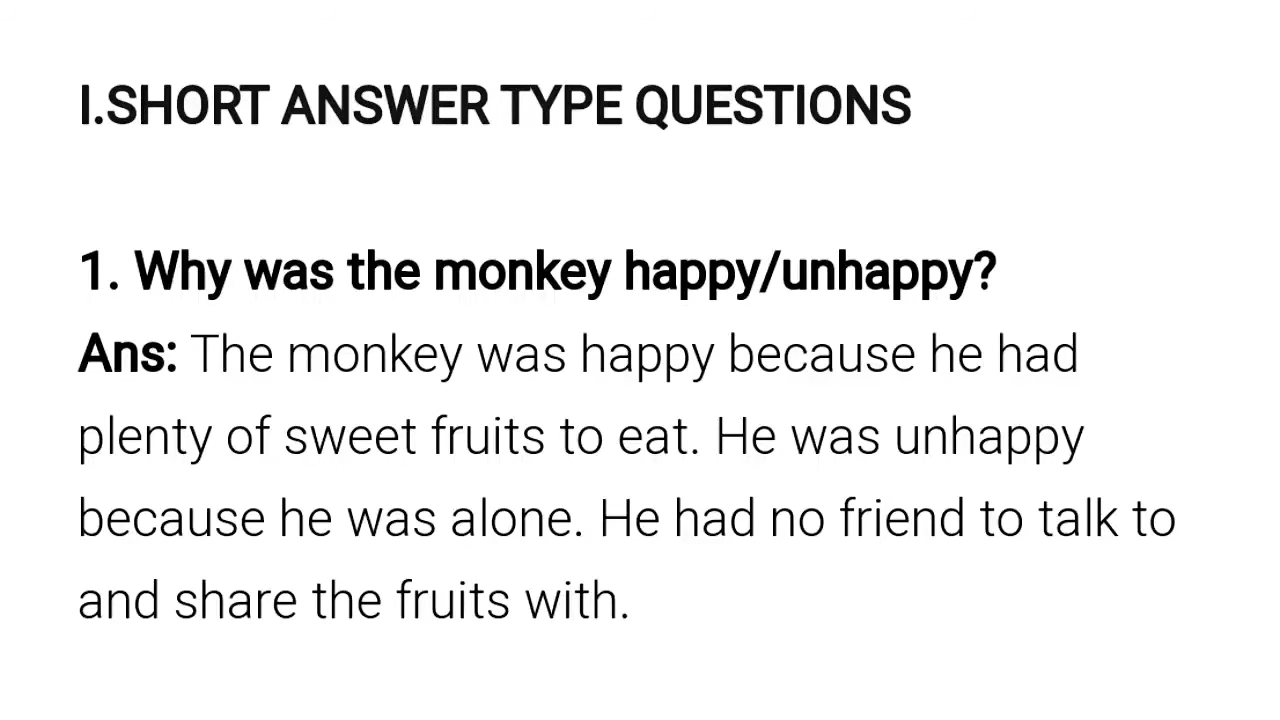 I.SHORT ANSWER TYPE QUESTIONS
1. Why was the monkey happy/unhappy?
Ans: The monkey was happy because he had
plenty of sweet fruits to eat. He was unhappy
because he was alone. He had no friend to talk to
and share the fruits with.